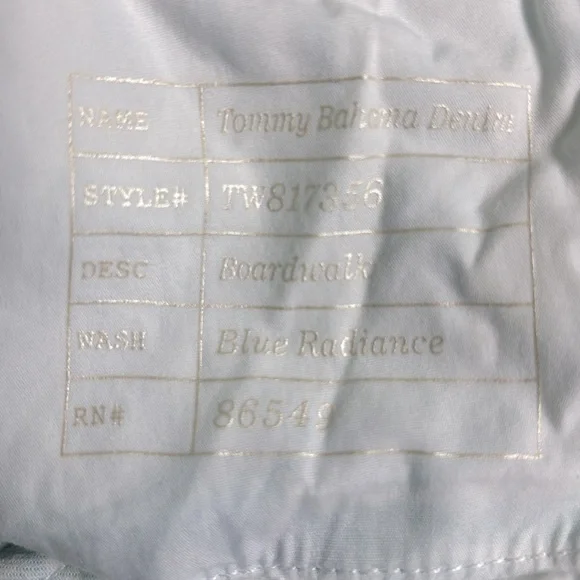 NAME Tommy Bahama Denim
STYLE# TW817356
DESC Boardwalk
WASH Blue Radiance
RN# 86549